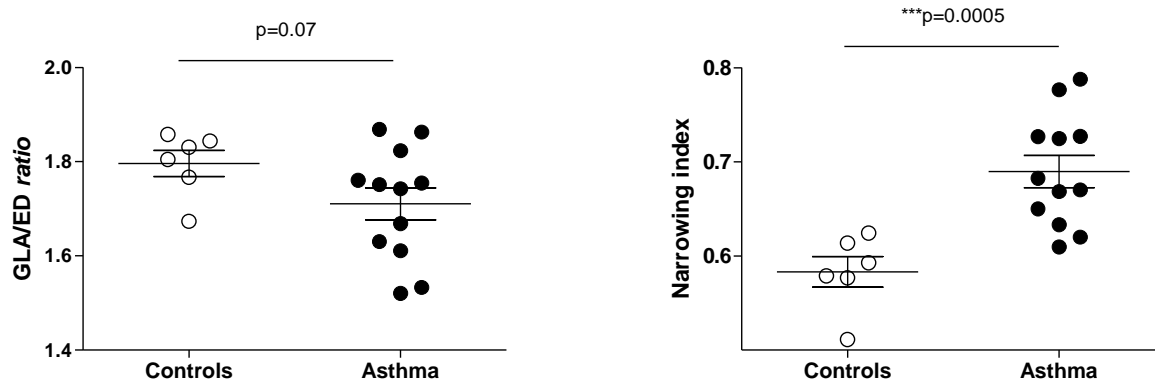 p=0.07
2.0
1.8
1.6
1.4
GLA/ED ratio
Controls
Asthma
***p=0.0005
0.8
0.7
0.6
Narrowing index
Controls
Asthma